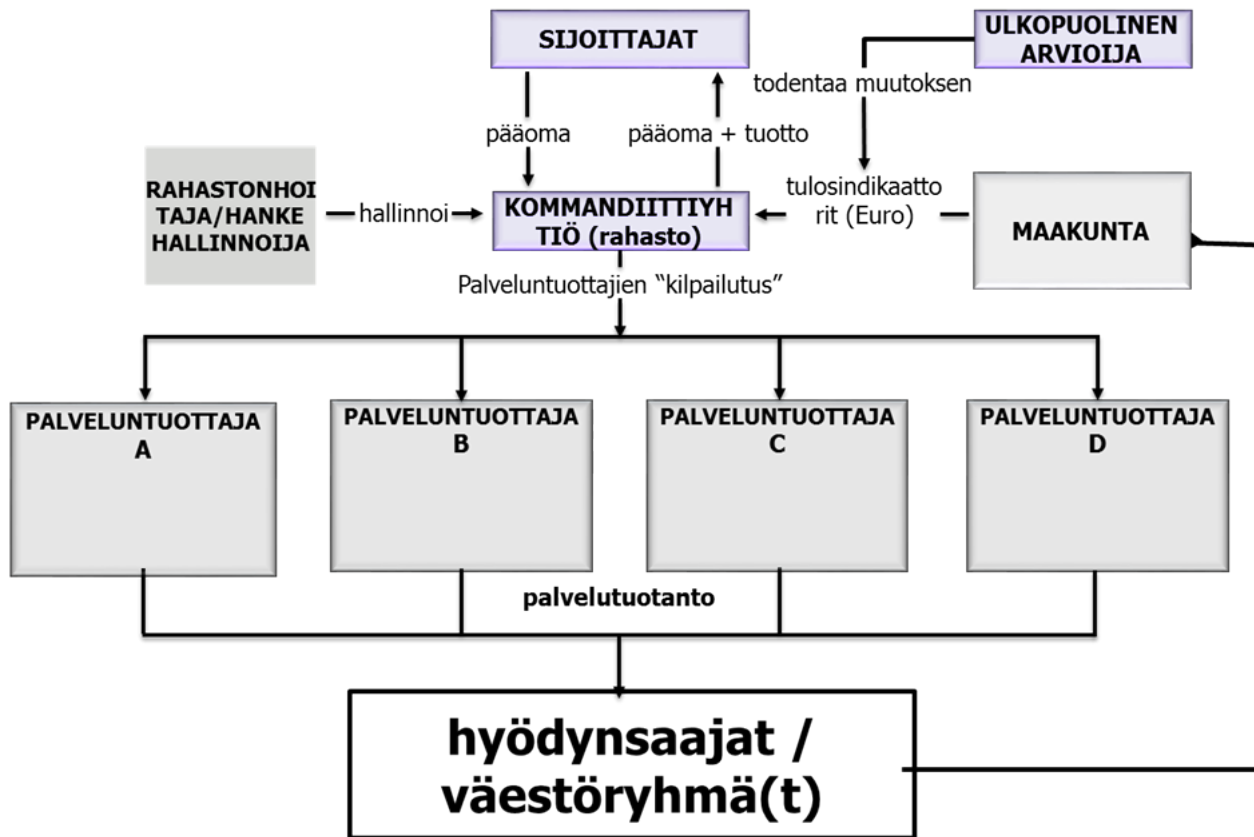 SIJOITTAJAT
ULKOPUOLINEN
ARVIOIJA
todentaa muutoksen
pääoma
pääoma + tuotto
RAHASTONHOI
TAJA/HANKE
HALLINNOIJA
hallinnoi
KOMMANDIITTIYH
TIÖ (rahasto)
tulosindikaatto
rit (Euro)
MAAKUNTA
Palveluntuottajien “kilpailutus”
PALVELUNTUOTTAJA
A
PALVELUNTUOTTAJA
B
PALVELUNTUOTTAJA
C
PALVELUNTUOTTAJA
D
palvelutuotanto
hyödynsaajat /
väestöryhmä(t)